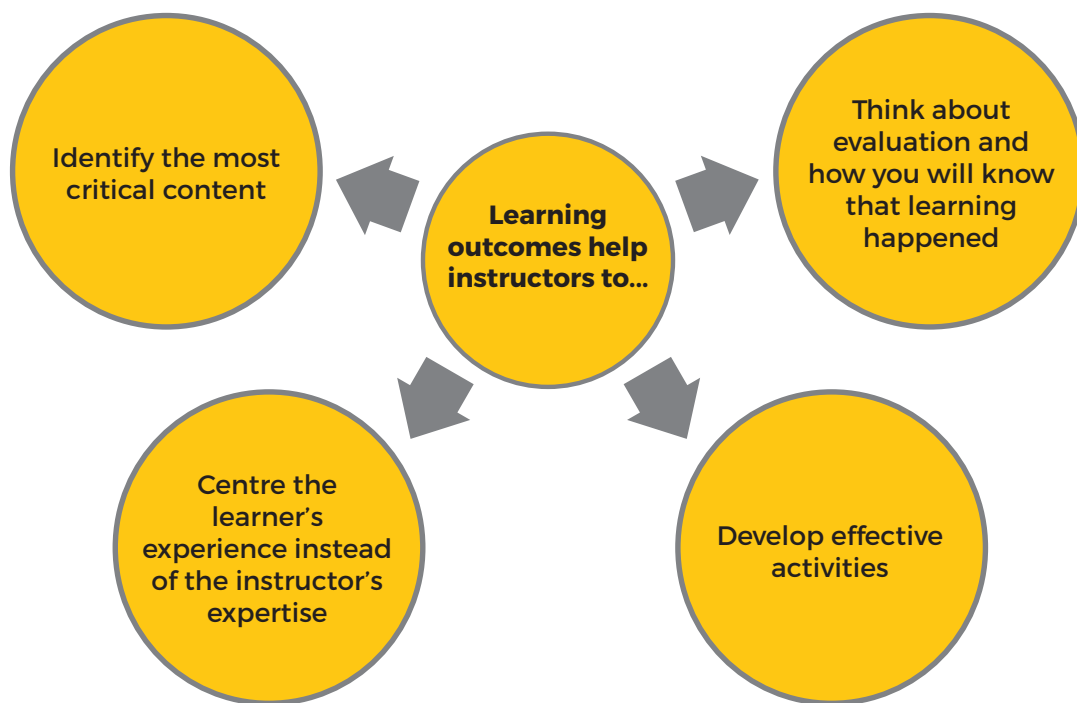 Identify the most
critical content
Think about
evaluation and
how you will know
that learning
happened
Learning
outcomes help
instructors to...
Centre the
learner’s
experience instead
of the instructor’s
expertise
Develop effective
activities